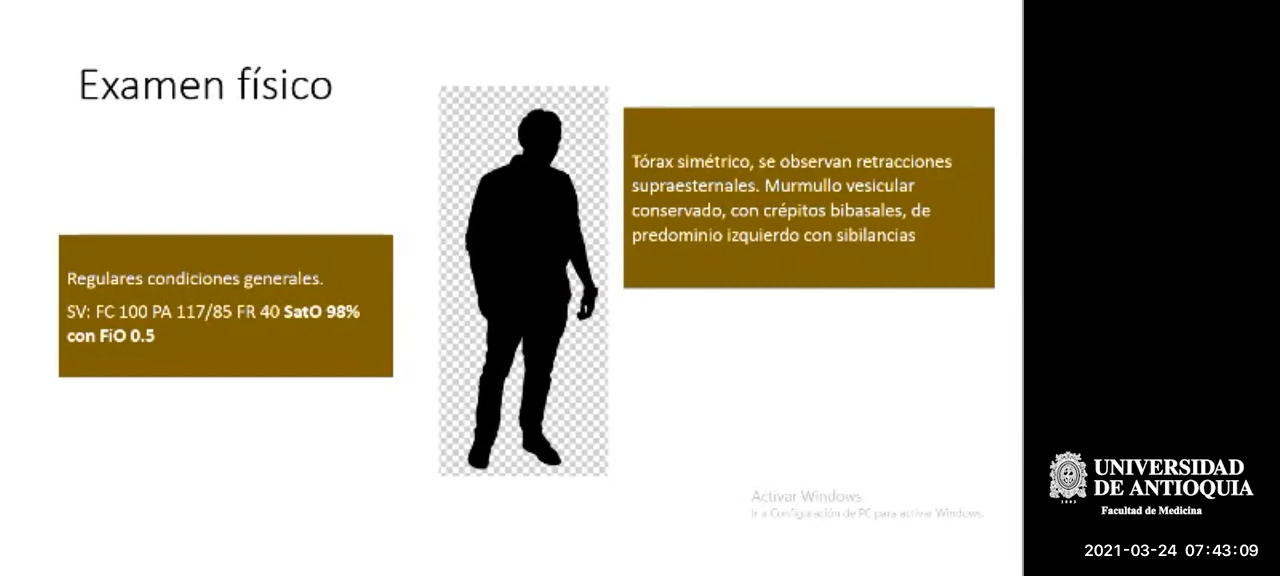 Examen físico
Tórax simétrico, se observan retracciones
supraesternales. Murmullo vesicular
conservado, con crépitos bibasales, de
predominio izquierdo con sibilancias
Regulares condiciones generales.
SV: FC 100 PA 117/85 FR 40 SatO 98%
con FiO 0.5
Activar Windows
Ir a Configuración de PC para activar Windows.
UNIVERSIDAD
DE ANTIOQUIA
1803
Facultad de Medicina
2021-03-24 07:43:09